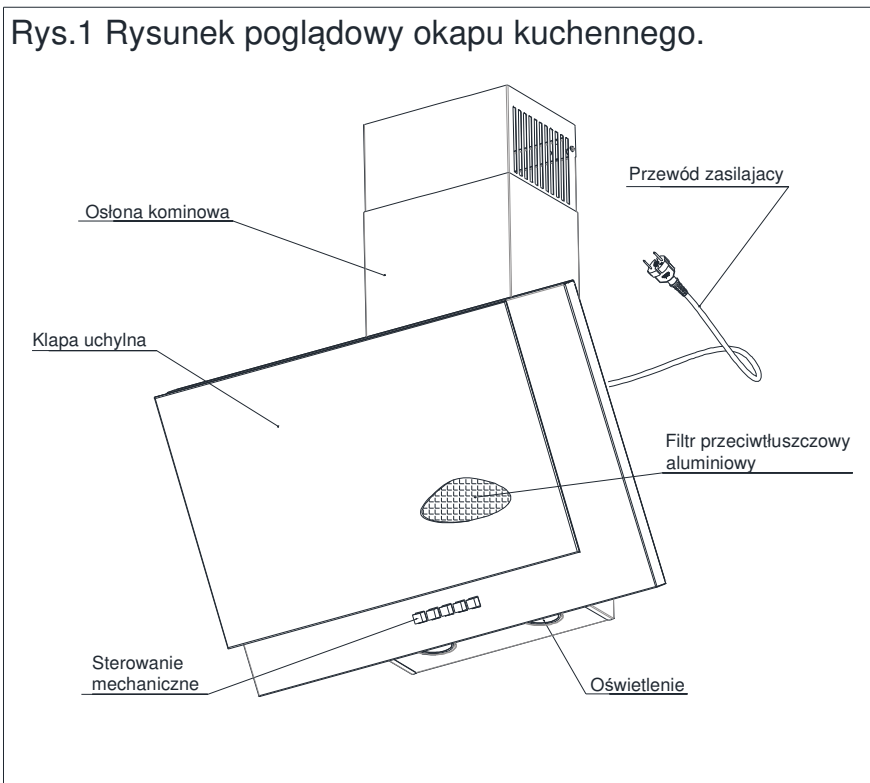 Rys.1 Rysunek poglądowy okapu kuchennego.
Przewód zasilajacy
Osłona kominowa
Klapa uchylna
Filtr przeciwtłuszczowy
aluminiowy
Sterowanie
mechaniczne
Oświetlenie